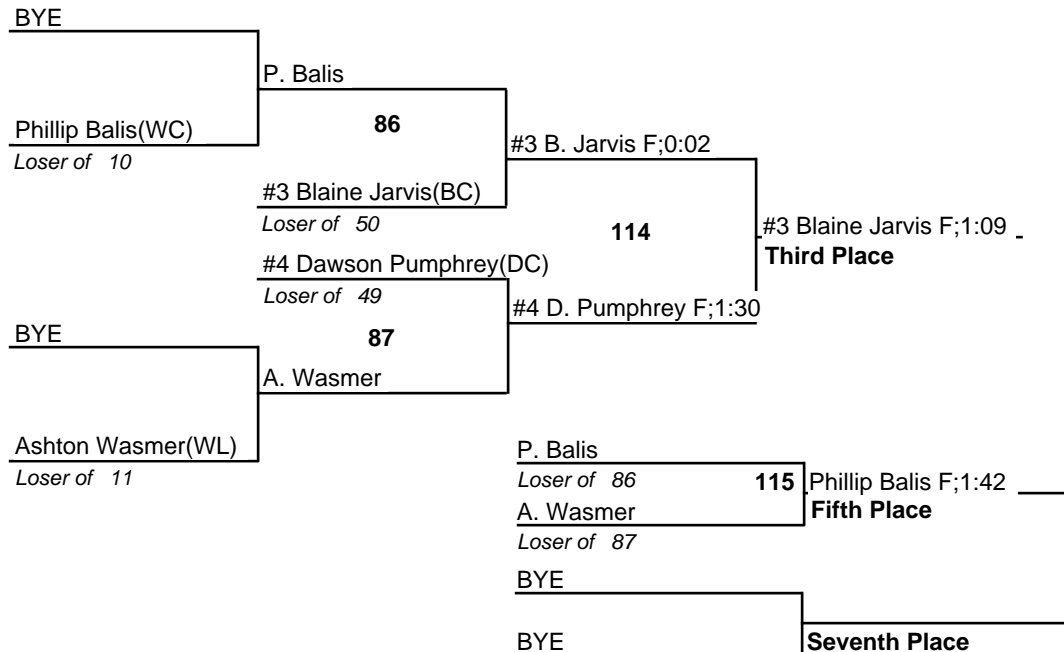 BYE
P. Balis
Phillip Balis(WC)
86
Loser of 10
#3 B. Jarvis F;0:02
#3 Blaine Jarvis(BC)
Loser of 50
114
#3 Blaine Jarvis F;1:09
Third Place
#4 Dawson Pumphrey(DC)
Loser of 49
#4 D. Pumphrey F;1:30
BYE
87
A. Wasmer
Ashton Wasmer(WL)
Loser of 11
P. Balis
Loser of 86
115
Phillip Balis F;1:42
Fifth Place
A. Wasmer
Loser of 87
BYE
BYE
Seventh Place